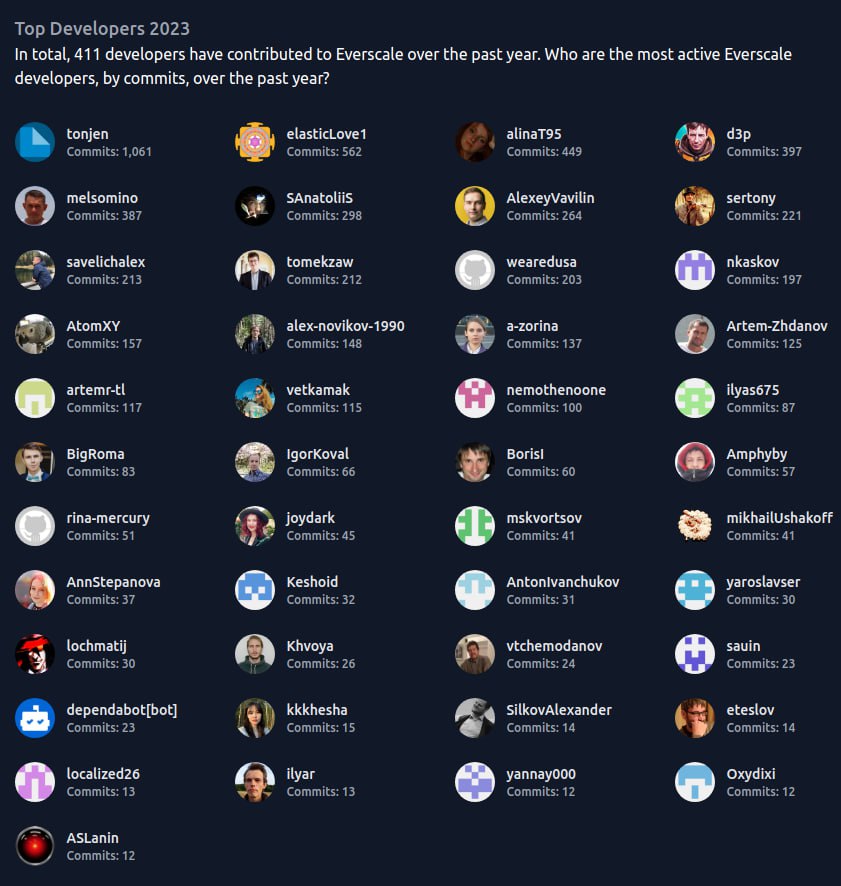 Top Developers 2023
In total, 411 developers have contributed to Everscale over the past year. Who are the most active Everscale
developers, by commits, over the past year?
tonjen
Commits: 1,061
elasticLove1
Commits: 562
alinaT95
Commits: 449
d3p
Commits: 397
melsomino
Commits: 387
SAnatoliiS
Commits: 298
AlexeyVavilin
Commits: 264
sertony
Commits: 221
savelichalex
Commits: 213
tomekzaw
Commits: 212
wearedusa
Commits: 203
nkaskov
Commits: 197
AtomXY
Commits: 157
alex-novikov-1990
Commits: 148
a-zorina
Commits: 137
Artem-Zhdanov
Commits: 125
artemr-tl
Commits: 117
vetkamak
Commits: 115
nemothenoone
Commits: 100
ilyas675
Commits: 87
BigRoma
Commits: 83
IgorKoval
Commits: 66
BorisI
Commits: 60
Amphyby
Commits: 57
rina-mercury
Commits: 51
joydark
Commits: 45
mskvortsov
Commits: 41
mikhailUshakoff
Commits: 41
AnnStepanova
Commits: 37
Keshoid
Commits: 32
AntonIvanchukov
Commits: 31
yaroslavser
Commits: 30
lochmatij
Commits: 30
Khvoya
Commits: 26
vtchemodanov
Commits: 24
sauin
Commits: 23
dependabot[bot]
Commits: 23
kkkhesha
Commits: 15
SilkovAlexander
Commits: 14
eteslov
Commits: 14
localized26
Commits: 13
ilyar
Commits: 13
yannay000
Commits: 12
Oxydixi
Commits: 12
ASLanin
Commits: 12